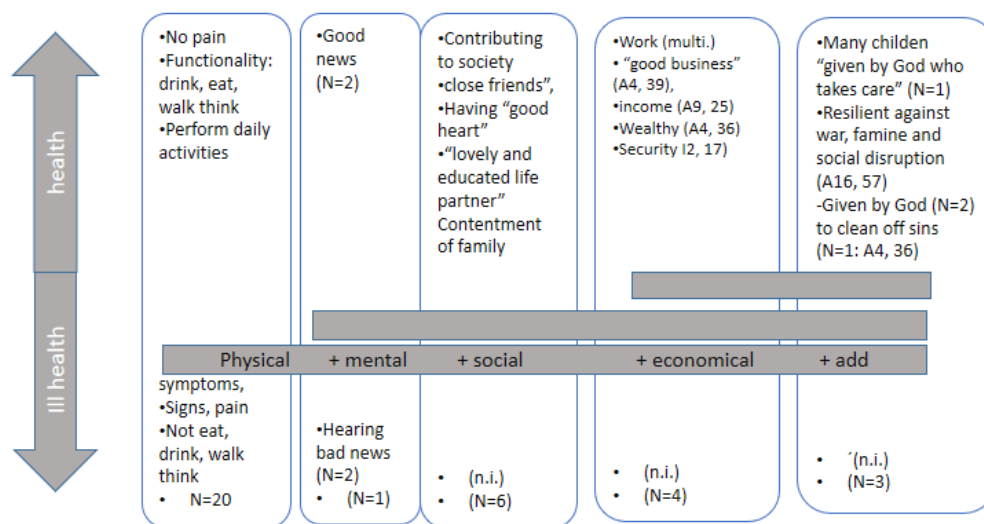 health
Ill health
•No pain
•Functionality:
drink, eat,
walk think
•Perform daily
activities
•Good
news
(N=2)
•Contributing
to society
•close friends”,
•Having “good
heart”
•“lovely and
educated life
partner”
Contentment
of family
•Work (multi.)
• “good business”
(A4, 39),
•income (A9, 25)
•Wealthy (A4, 36)
•Security I2, 17)
•Many childen
“given by God who
takes care” (N=1)
•Resilient against
war, famine and
social disruption
(A16, 57)
-Given by God (N=2)
to clean off sins
(N=1: A4, 36)
Physical + mental + social + economical + add
symptoms,
•Signs, pain
•Not eat,
drink, walk
think
• N=20
•Hearing
bad news
(N=2)
• (N=1)
• (n.i.)
• (N=6)
• (n.i.)
• (N=4)
• ´(n.i.)
• (N=3)